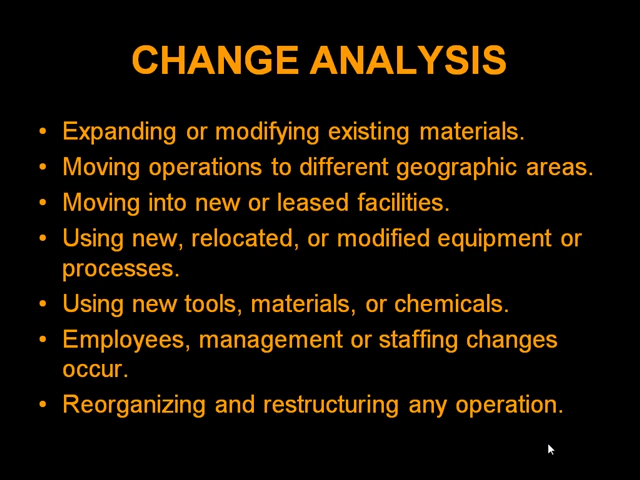 CHANGE ANALYSIS
• Expanding or modifying existing materials.
• Moving operations to different geographic areas.
• Moving into new or leased facilities.
• Using new, relocated, or modified equipment or
processes.
• Using new tools, materials, or chemicals.
• Employees, management or staffing changes
occur.
• Reorganizing and restructuring any operation.